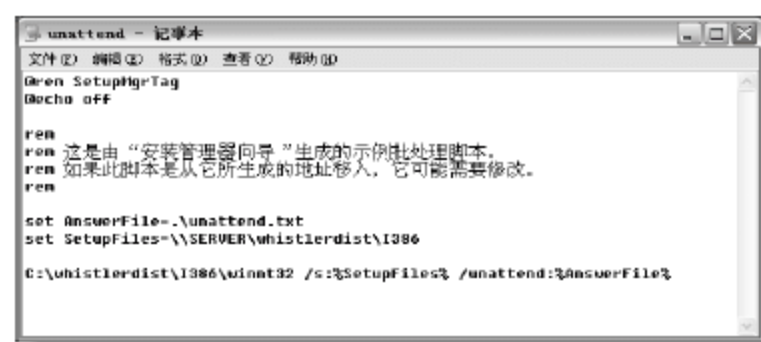 unattend - 记事本
文件(F) 编辑(E) 格式(O) 查看(V) 帮助(H)
@rem SetupMgrTag
@echo off
rem
rem 这是由“安装管理器向导”生成的示例批处理脚本。
rem 如果此脚本是从它所生成的地址移入，它可能需要修改。
rem
set AnswerFile=.\unattend.txt
set SetupFiles=\\SERVER\whistlerdist\I386
C:\whistlerdist\I386\winnt32 /s:%SetupFiles% /unattend:%AnswerFile%